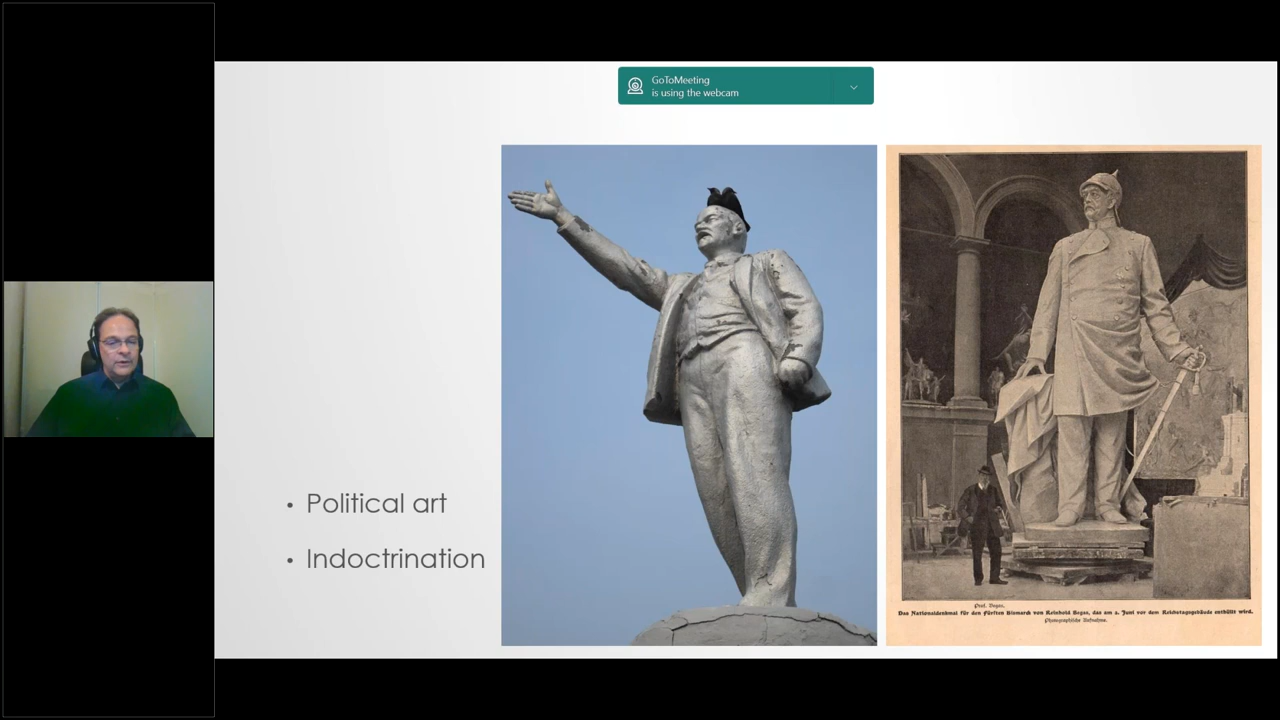 GoToMeeting
is using the webcam
• Political art
• Indoctrination
Prof. Begas.
Das Nationaldenkmal für den Fürsten Bismarck von Reinhold Begas, das am 2. Juni vor dem Reichstagsgebäude enthüllt wird.
Photographische Aufnahme.